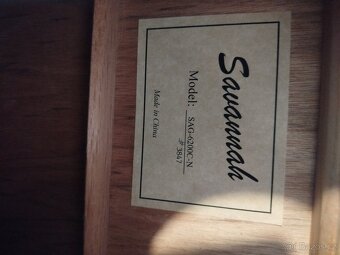 Savannah
Model: SAG-6200C-N
# 3847
Made in China